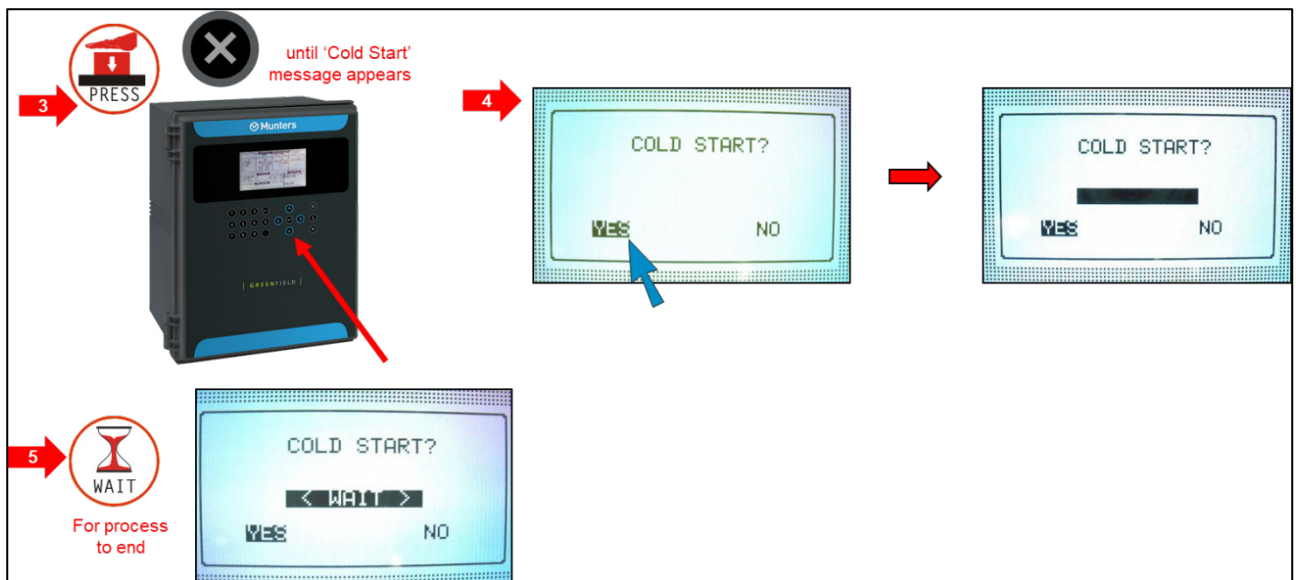 until 'Cold Start'
message appears
PRESS
3
Munters
GREENFIELD
4
COLD START?
YES NO
COLD START?
YES NO
5
WAIT
For process
to end
COLD START?
< WAIT >
YES NO